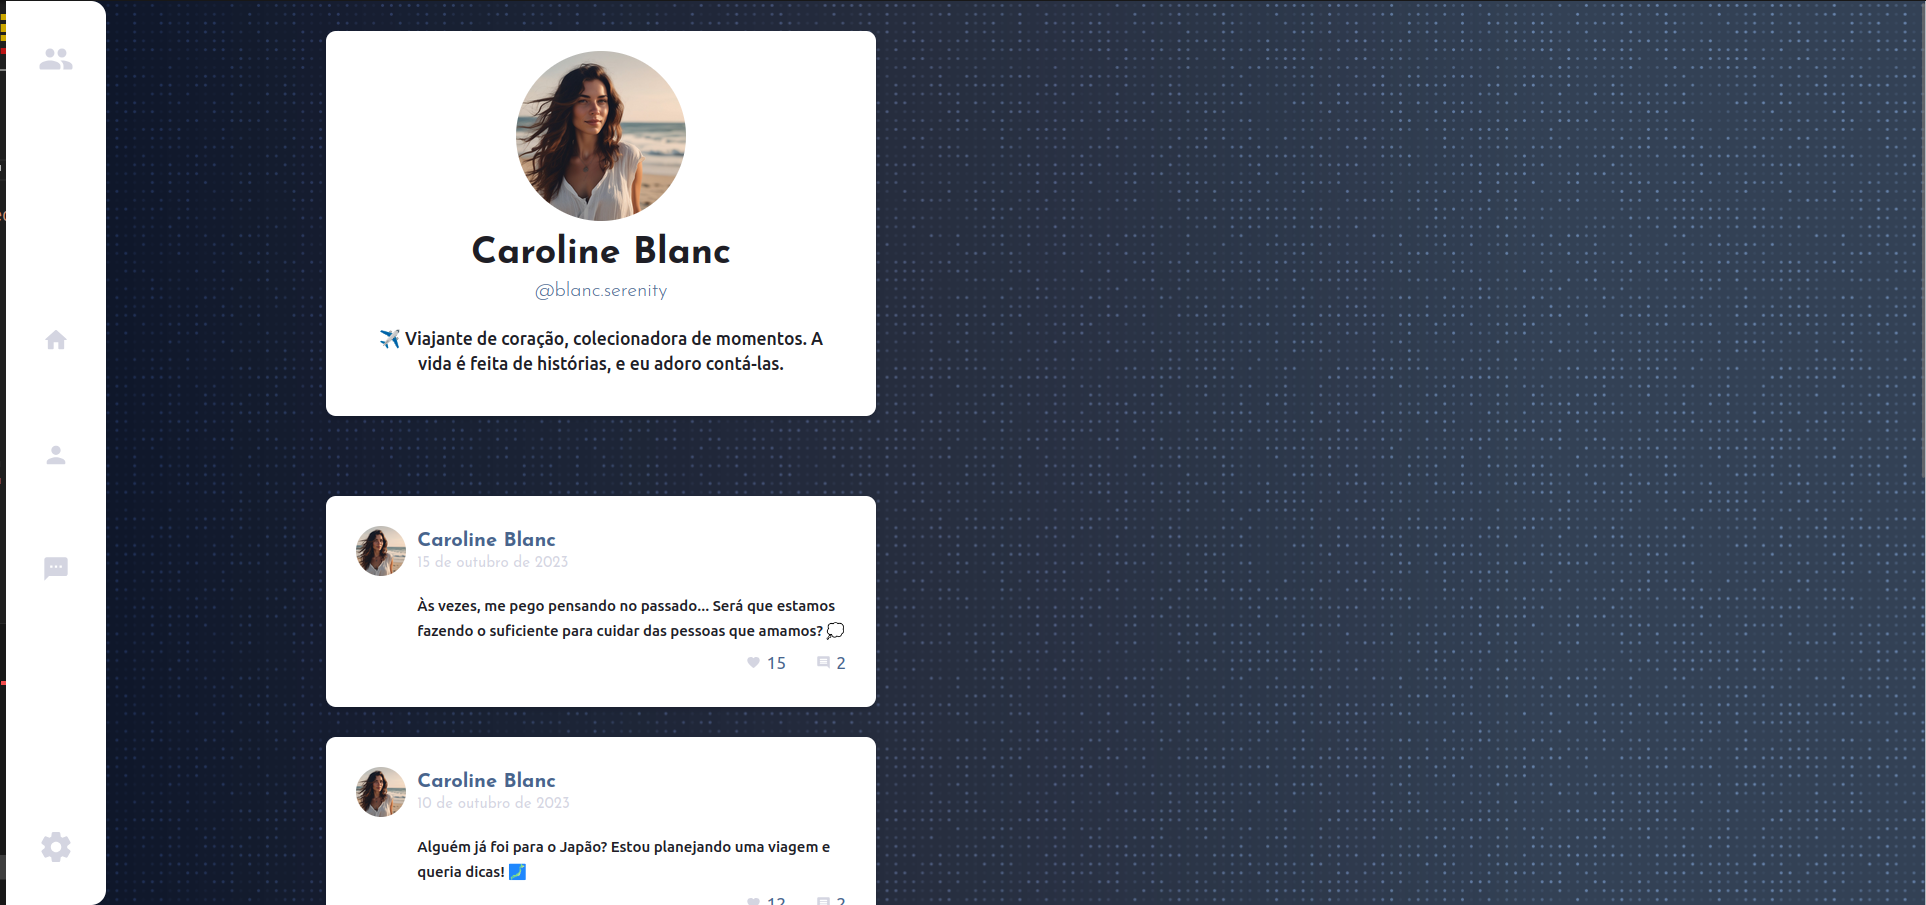 Caroline Blanc
@blanc.serenity
✈️ Viajante de coração, colecionadora de momentos. A
vida é feita de histórias, e eu adoro contá-las.
Caroline Blanc
15 de outubro de 2023
Às vezes, me pego pensando no passado... Será que estamos
fazendo o suficiente para cuidar das pessoas que amamos? 💭
15 2
Caroline Blanc
10 de outubro de 2023
Alguém já foi para o Japão? Estou planejando uma viagem e
queria dicas! 🗾
12 2